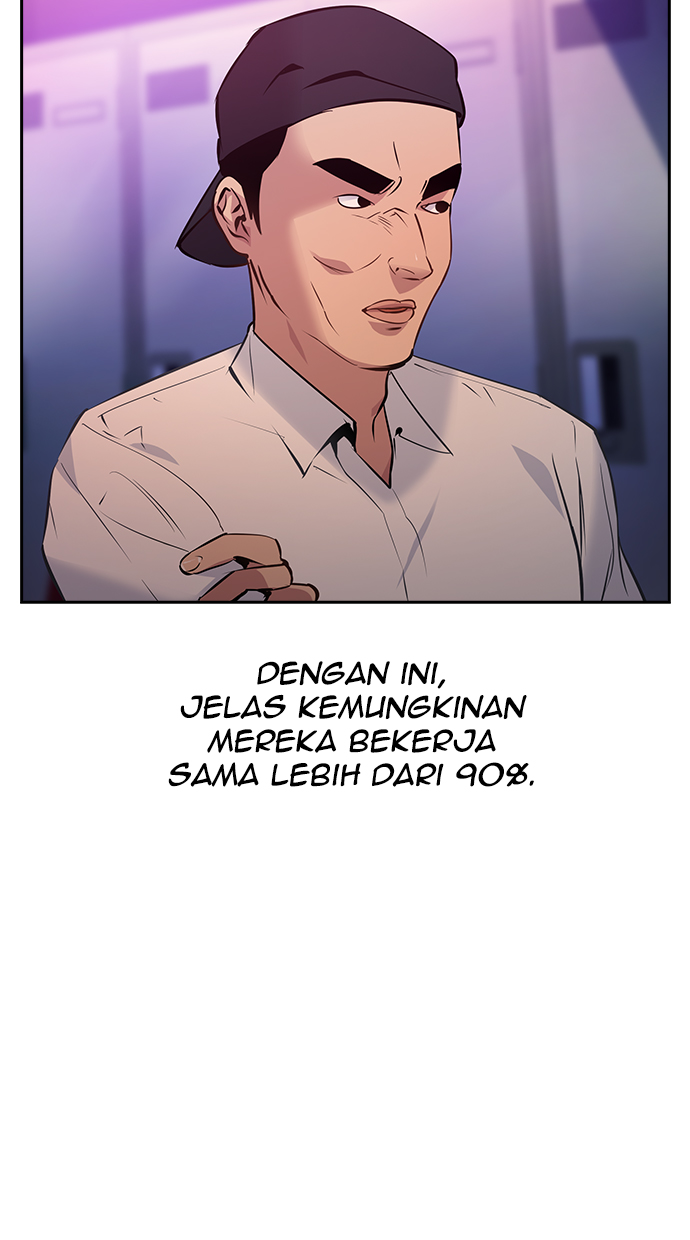 DENGAN INI,
JELAS KEMUNGKINAN
MEREKA BEKERJA
SAMA LEBIH DARI 90%.